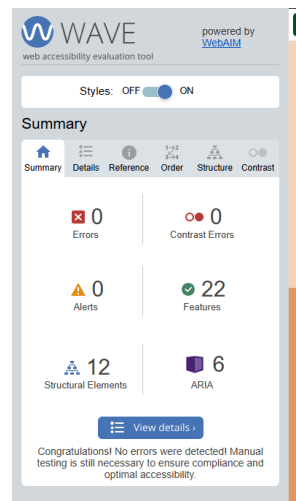 WAVE
powered by
WebAIM
web accessibility evaluation tool
Styles: OFF ON
Summary
Summary Details Reference Order Structure Contrast
0
Errors
0
Contrast Errors
0
Alerts
22
Features
12
Structural Elements
6
ARIA
View details ›
Congratulations! No errors were detected! Manual
testing is still necessary to ensure compliance and
optimal accessibility.